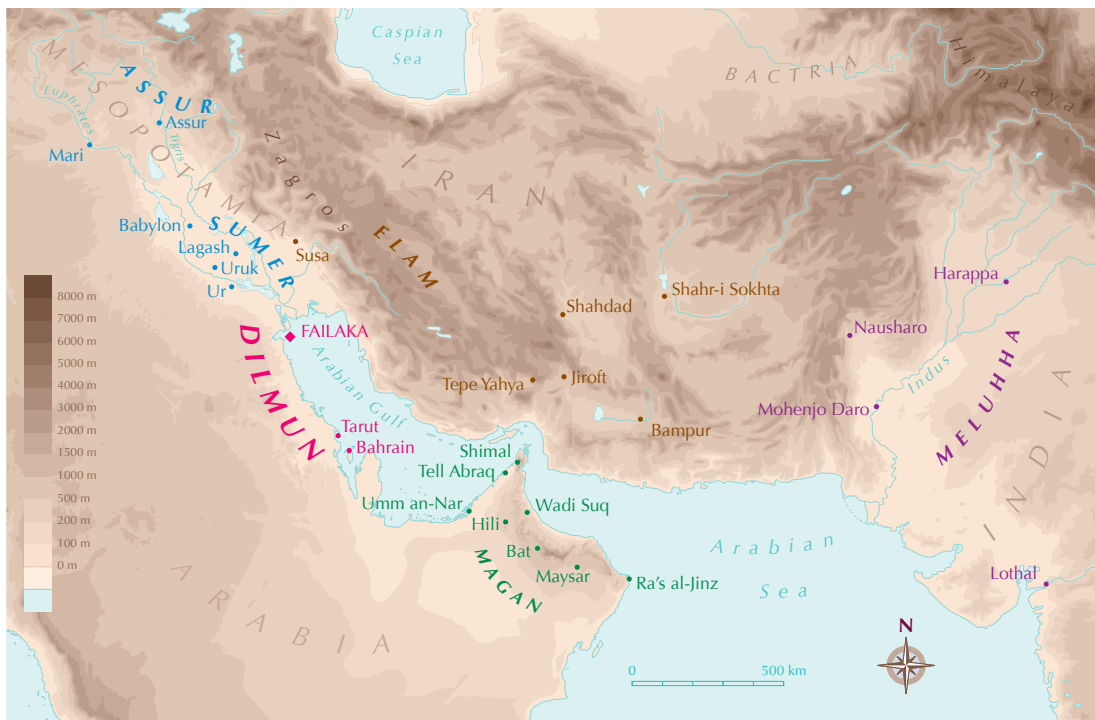 Caspian
Sea
BACTRIA
Himalaya
MESOPOTAMIA
ASSUR
Assur
Euphrates
Tigris
Mari
Zagros
IRAN
Babylon
SUMER
Lagash
Uruk
Ur
Susa
ELAM
Harappa
Shahr-i Sokhta
Shahdad
Nausharo
FAILAKA
DILMUN
Arabian Gulf
Tepe Yahya
Jiroft
Indus
MELUHHA
INDIA
Mohenjo Daro
Bampur
Tarut
Bahrain
Shimal
Tell Abraq
Umm an-Nar
Wadi Suq
Hili
Bat
Maysar
MAGAN
Ra's al-Jinz
Arabian
Sea
Lothal
ARABIA
8000 m
7000 m
6000 m
5000 m
4000 m
3000 m
2000 m
1500 m
1000 m
500 m
200 m
100 m
0 m
N
0 500 km